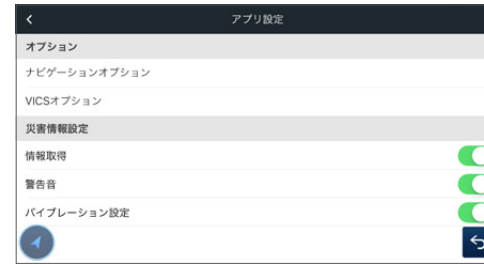 アプリ設定
オプション
ナビゲーションオプション
VICSオプション
災害情報設定
情報取得
警告音
バイブレーション設定